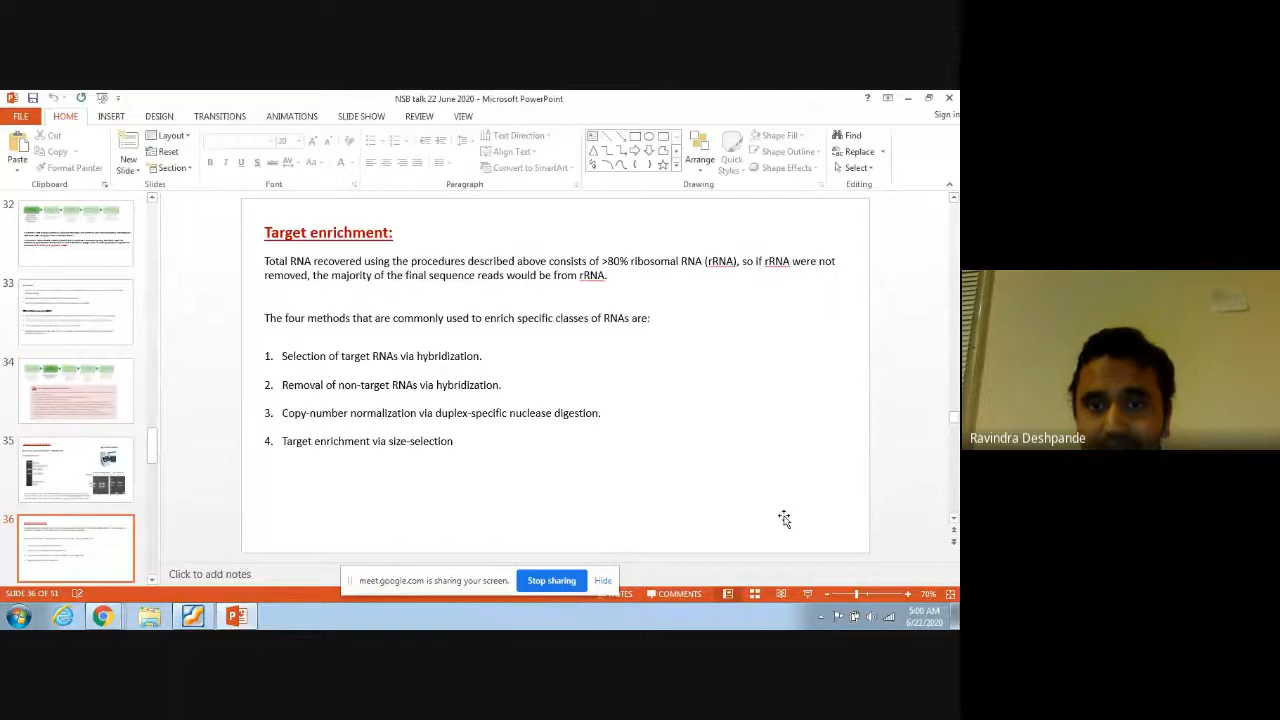 NSB talk 22 June 2020 - Microsoft PowerPoint
Sign in
FILE HOME INSERT DESIGN TRANSITIONS ANIMATIONS SLIDE SHOW REVIEW VIEW
Paste
Cut
Copy
Format Painter
Clipboard
New Slide
Layout
Reset
Section
Slides
20
Font
Text Direction
Align Text
Convert to SmartArt
Paragraph
Arrange
Quick Styles
Shape Fill
Shape Outline
Shape Effects
Drawing
Find
Replace
Select
Editing
32
33
34
35
36
Target enrichment:
Total RNA recovered using the procedures described above consists of >80% ribosomal RNA (rRNA), so if rRNA were not
removed, the majority of the final sequence reads would be from rRNA.
e four methods that are commonly used to enrich specific classes of RNAs are:
1. Selection of target RNAs via hybridization.
2. Removal of non-target RNAs via hybridization.
3. Copy-number normalization via duplex-specific nuclease digestion.
4. Target enrichment via size-selection
Click to add notes
meet.google.com is sharing your screen. Stop sharing Hide
SLIDE 36 OF 51
NOTES COMMENTS 70%
5:00 AM
6/22/2020
Ravindra Deshpande